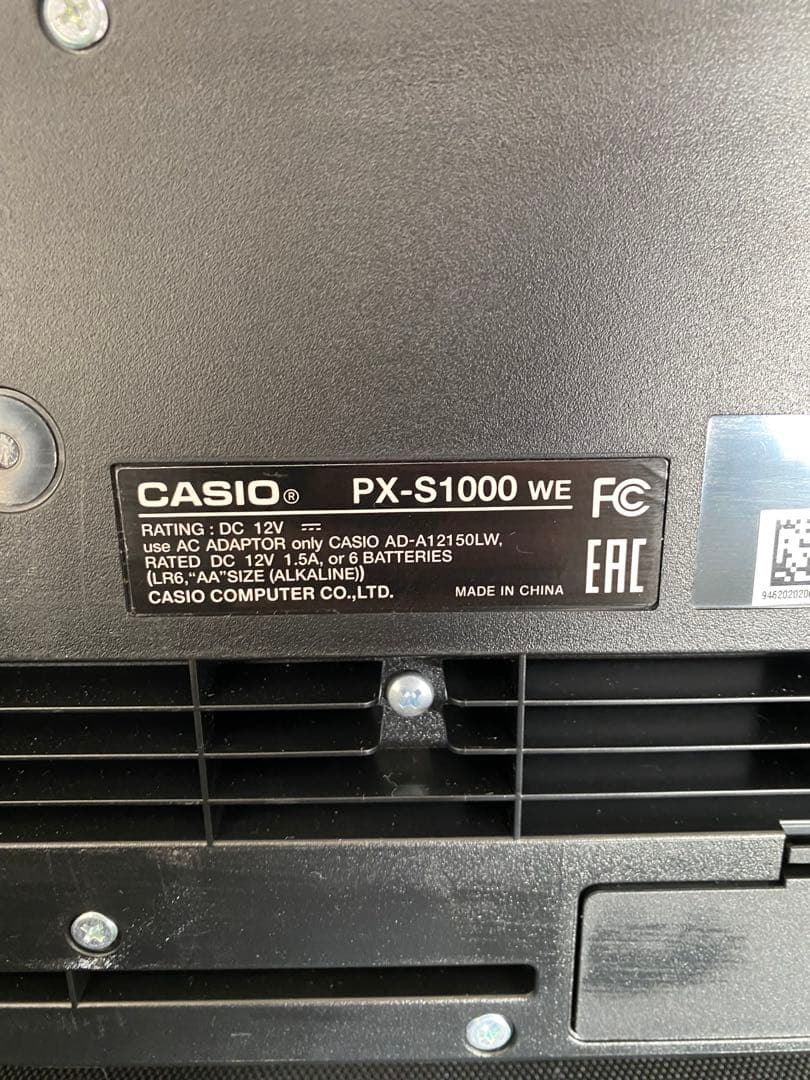 CASIO® PX-S1000 WE FC
RATING : DC 12V ⎓
use AC ADAPTOR only CASIO AD-A12150LW,
RATED DC 12V 1.5A, or 6 BATTERIES
(LR6,“AA”SIZE (ALKALINE))
CASIO COMPUTER CO.,LTD. MADE IN CHINA
EAC